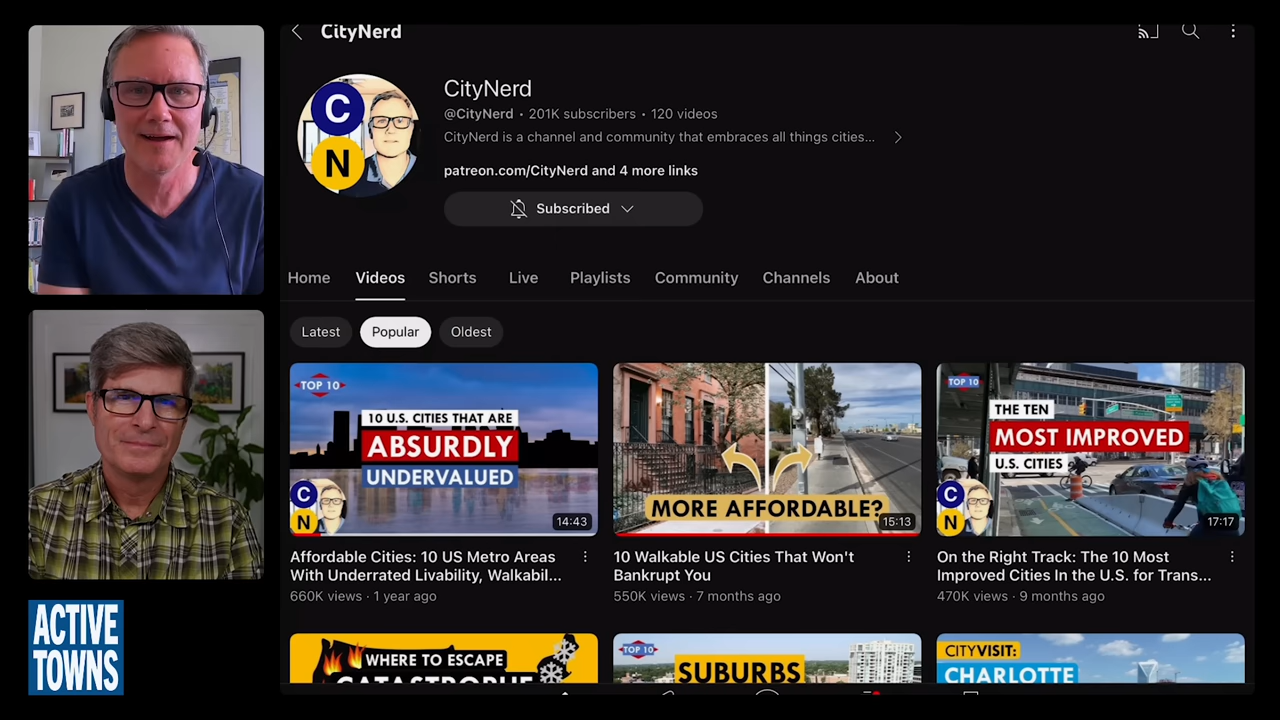 CityNerd
C
N
CityNerd
@CityNerd • 201K subscribers • 120 videos
CityNerd is a channel and community that embraces all things cities...
patreon.com/CityNerd and 4 more links
Subscribed
Home Videos Shorts Live Playlists Community Channels About
Latest Popular Oldest
TOP 10
10 U.S. CITIES THAT ARE
ABSURDLY
UNDERVALUED
C
N
14:43
Affordable Cities: 10 US Metro Areas
With Underrated Livability, Walkabil...
660K views · 1 year ago
MORE AFFORDABLE?
15:13
10 Walkable US Cities That Won't
Bankrupt You
550K views · 7 months ago
TOP 10
THE TEN
MOST IMPROVED
U.S. CITIES
C
N
17:17
On the Right Track: The 10 Most
Improved Cities In the U.S. for Trans...
470K views · 9 months ago
WHERE TO ESCAPE
CATASTROPHE
TOP 10
SUBURBS
CITYVISIT:
CHARLOTTE
ACTIVE
TOWNS